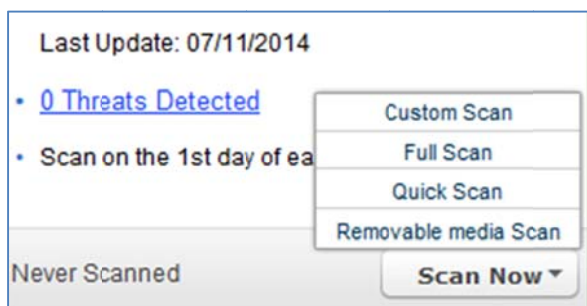 Last Update: 07/11/2014
• 0 Threats Detected
• Scan on the 1st day of ea
Custom Scan
Full Scan
Quick Scan
Removable media Scan
Never Scanned
Scan Now